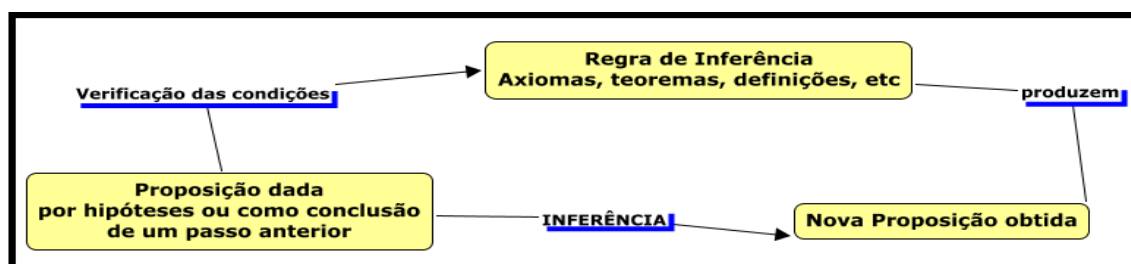 Regra de Inferência
Axiomas, teoremas, definições, etc
Verificação das condições
produzem
Proposição dada
por hipóteses ou como conclusão
de um passo anterior
INFERÊNCIA
Nova Proposição obtida